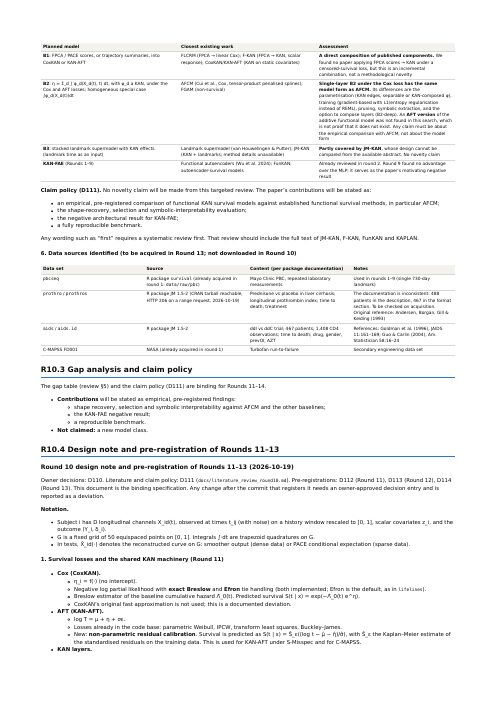 Planned model Closest existing work Assessment
B1: FPCA / PACE scores, or trajectory summaries, into CoxKAN or KAN-AFT
FLCRM (FPCA → linear Cox); F-KAN (FPCA → KAN, scalar response); CoxKAN/KAN-AFT (KAN on static covariates)
A direct composition of published components. We found no paper applying FPCA scores → KAN under a censored-survival loss, but this is an incremental combination, not a methodological novelty
under the Cox and AFT losses; homogeneous special case
AFCM (Cui et al., Cox, tensor-product penalised splines); FGAM (non-survival)
Single-layer B2 under the Cox loss has the same model form as AFCM. Its differences are the parametrisation (KAN edges, separable or KAN-composed ψ), training (gradient-based with L1/entropy regularisation instead of REML), pruning, symbolic extraction, and the option to compose layers (B2-deep). An AFT version of the additive functional model was not found in this search, which is not proof that it does not exist. Any claim must be about the empirical comparison with AFCM, not about the model form
B3: stacked landmark supermodel with KAN effects (landmark time as an input)
Landmark supermodel (van Houwelingen & Putter); JM-KAN (KAN + landmarks; method details unavailable)
Partly covered by JM-KAN, whose design cannot be compared from the available abstract. No novelty claim
KAN-FAE (Rounds 1–9)
Functional autoencoders (Wu et al. 2024); FunKAN; autoencoder-survival models
Already reviewed in round 2. Round 9 found no advantage over the MLP; it serves as the paper's motivating negative result
Claim policy (D111). No novelty claim will be made from this targeted review. The paper's contributions will be stated as:
• an empirical, pre-registered comparison of functional KAN survival models against established functional survival methods, in particular AFCM;
• the shape-recovery, selection and symbolic-interpretability evaluation;
• the negative architectural result for KAN-FAE;
• a fully reproducible benchmark.
Any wording such as "first" requires a systematic review first. That review should include the full text of JM-KAN, F-KAN, FunKAN and KAPLAN.
6. Data sets identified (to be acquired in Round 13; not downloaded in Round 10)
Data set Source Content (per package documentation) Notes
pbcseq
R package survival (already acquired in round 1: data/raw/pbc)
Mayo Clinic PBC, repeated laboratory measurements
Used in rounds 1–9 (single 730-day landmark)
prothro / prothros
R package JM 1.5-2 (CRAN tarball reachable, HTTP 206 on a range request, 2026-10-19)
Prednisone vs placebo in liver cirrhosis; longitudinal prothrombin index; time to death; treatment
The documentation is inconsistent: 488 patients in the description, 467 in the format section. To be checked on acquisition. Original reference: Andersen, Borgan, Gill & Keiding (1993)
aids / aids.id
R package JM 1.5-2
ddI vs ddC trial; 467 patients; 1,408 CD4 observations, time to death; drug, gender, prevOI, AZT
References: Goldman et al. (1996), JAIDS 11:161–169; Guo & Carlin (2004), Am. Statistician 58:16–24
C-MAPSS FD001 NASA (already acquired in round 1) Turbofan run-to-failure Secondary engineering data set
R10.3 Gap analysis and claim policy
The gap table (review §5) and the claim policy (D111) are binding for Rounds 11–14.
• Contributions will be stated as empirical, pre-registered findings:
◦ shape recovery, selection and symbolic interpretability against AFCM and the other baselines;
◦ the KAN-FAE negative result;
◦ a reproducible benchmark.
• Not claimed: a new model class.
R10.4 Design note and pre-registration of Rounds 11–13
Round 10 design note and pre-registration of Rounds 11–13 (2026-10-19)
Owner decisions: D110. Literature and claim policy: D111 (docs/literature_review_round10.md). Pre-registrations: D112 (Round 11), D113 (Round 12), D114 (Round 13). This document is the binding specification. Any change after the commit that registers it needs an owner-approved decision entry and is reported as a deviation.
Notation.
• Subject i has D longitudinal channels X_id(t), observed at times t_ij (with noise) on a history window rescaled to [0, 1], scalar covariates z_i, and the outcome (Y_i, δ_i).
• G is a fixed grid of 50 equispaced points on [0, 1]. Integrals ∫·dt are trapezoid quadratures on G.
• In texts, X̂_id(·) denotes the reconstructed curve on G: smoother output (dense data) or PACE conditional expectation (sparse data).
1. Survival losses and the shared KAN machinery (Round 11)
• Cox (CoxKAN).
▪ η_i = f(·) (no intercept).
▪ Negative log partial likelihood with exact Breslow and Efron tie handling (both implemented; Efron is the default, as in lifelines).
▪ Breslow estimator of the baseline cumulative hazard Λ̂_0(t). Predicted survival S(t | x) = exp(−Λ̂_0(t) e^η).
▪ CoxKAN's original fast approximation is not used; this is a documented deviation.
• AFT (KAN-AFT).
▪ log T = μ + η + σε.
▪ Losses already in the code base: parametric Weibull, IPCW, transform least squares, Buckley–James.
▪ New: non-parametric residual calibration. Survival is predicted as S(t | x) = Ŝ_ε((log t − μ̂ − η̂)/σ̂), with Ŝ_ε the Kaplan–Meier estimate of the standardised residuals on the training data. This is used for KAN-AFT under S-Misspec and for C-MAPSS.
• KAN layers.